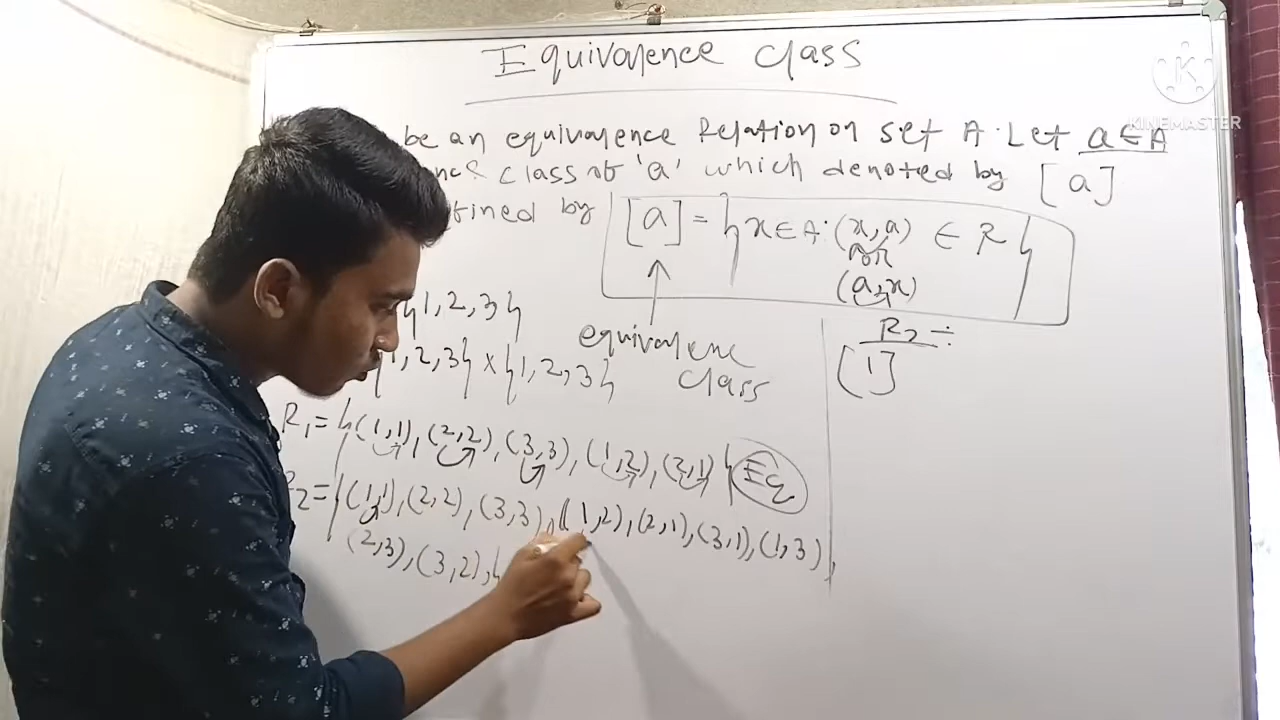 Equivalence class
be an equivalence Relation on set A. Let a ∈ A
class of 'a' which denoted by [a]
fined by [a] = { x ∈ A : (x, a) ∈ R }
OR
(a, x)
{1, 2, 3}
equivalence
class
{1, 2, 3} x {1, 2, 3}
R1 = { (1,1), (2,2), (3,3), (1,2), (2,1) } Eq
2 = { (1,1), (2,2), (3,3), (1,2), (2,1), (3,1), (1,3),
(2,3), (3,2), }
R2 :-
[1]
KINEMASTER